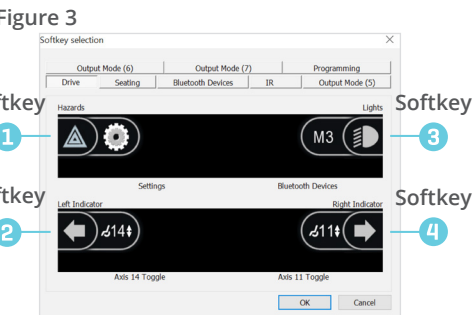 Figure 3
Softkey selection
Output Mode (6) Output Mode (7) Programming
Drive Seating Bluetooth Devices IR Output Mode (5)
ftkey Hazards Lights Softkey
1 M3 3
Settings Bluetooth Devices
ftkey Left Indicator Right Indicator Softkey
2 14 11 4
Axis 14 Toggle Axis 11 Toggle
OK Cancel